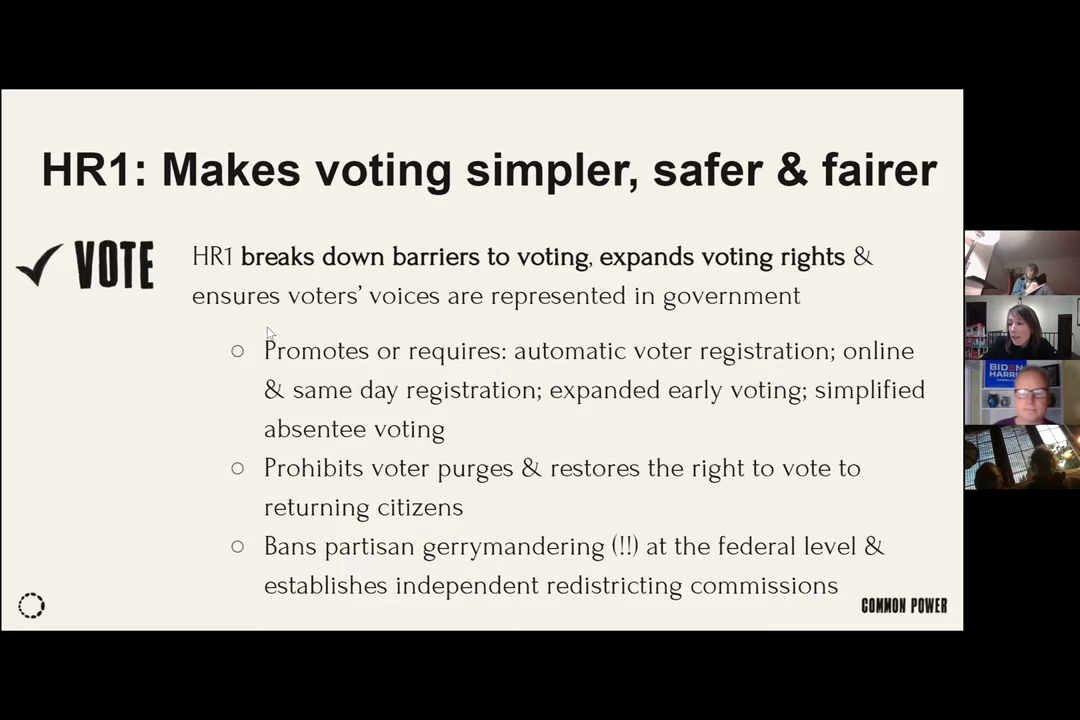 HR1: Makes voting simpler, safer & fairer
VOTE
HR1 breaks down barriers to voting, expands voting rights &
ensures voters’ voices are represented in government
○ Promotes or requires: automatic voter registration; online
& same day registration; expanded early voting; simplified
absentee voting
○ Prohibits voter purges & restores the right to vote to
returning citizens
○ Bans partisan gerrymandering (!!) at the federal level &
establishes independent redistricting commissions
COMMON POWER
BIDEN
HARRIS